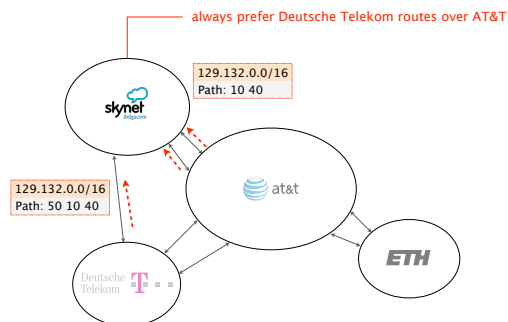 always prefer Deutsche Telekom routes over AT&T
129.132.0.0/16
Path: 10 40
skynet
Belgacom
at&t
129.132.0.0/16
Path: 50 10 40
ETH
Deutsche
Telekom
T